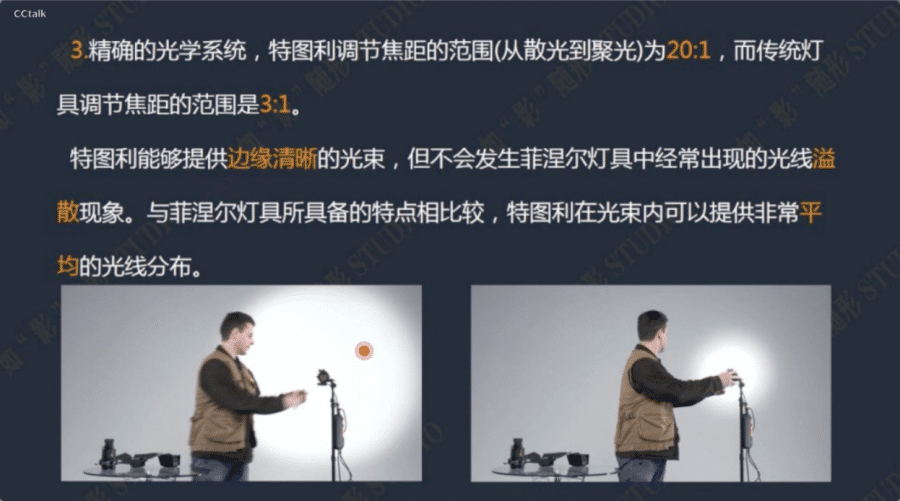 CCtalk
3.精确的光学系统，特图利调节焦距的范围(从散光到聚光)为20:1，而传统灯
具调节焦距的范围是3:1。
特图利能够提供边缘清晰的光束，但不会发生菲涅尔灯具中经常出现的光线溢
散现象。与菲涅尔灯具所具备的特点相比较，特图利在光束内可以提供非常平
均的光线分布。
如“影”随形 STUDIO